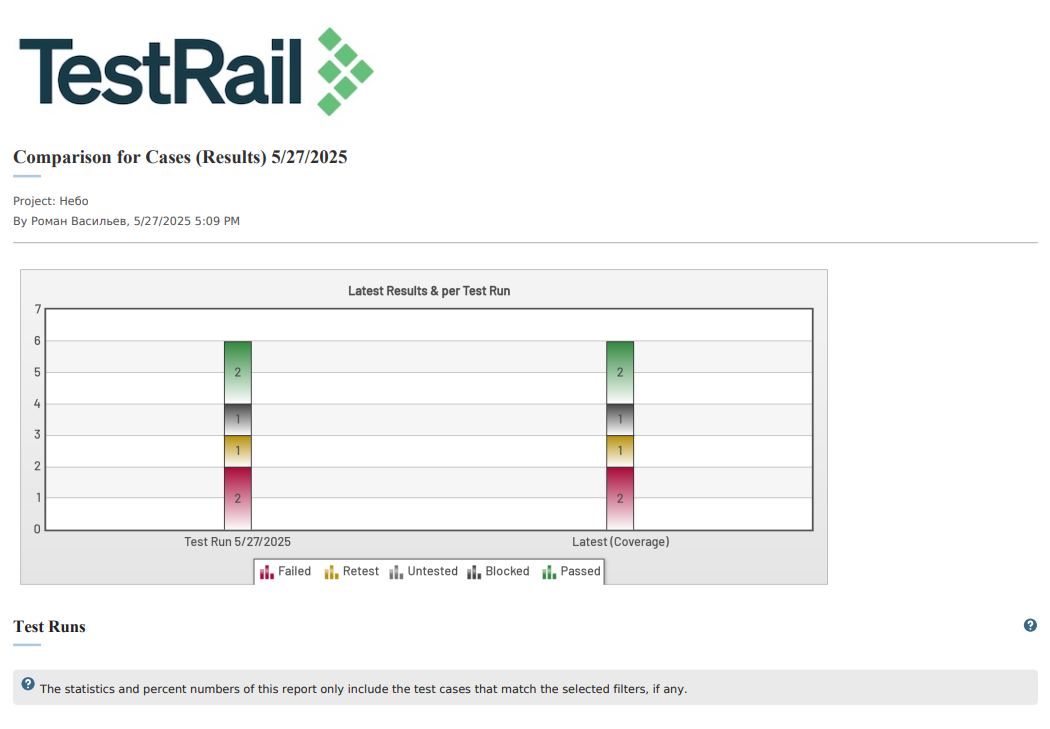 TestRail
Comparison for Cases (Results) 5/27/2025
Project: Небо
By Роман Васильев, 5/27/2025 5:09 PM
Latest Results & per Test Run
7
6
5
4
3
2
1
0
2
1
1
2
2
1
1
2
Test Run 5/27/2025
Latest (Coverage)
Failed Retest Untested Blocked Passed
Test Runs
?
? The statistics and percent numbers of this report only include the test cases that match the selected filters, if any.